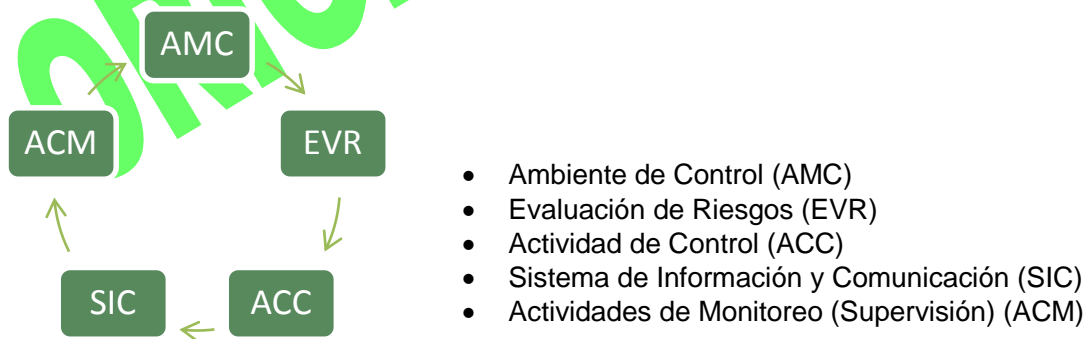 AMC
ACM
EVR
SIC
ACC
• Ambiente de Control (AMC)
• Evaluación de Riesgos (EVR)
• Actividad de Control (ACC)
• Sistema de Información y Comunicación (SIC)
• Actividades de Monitoreo (Supervisión) (ACM)